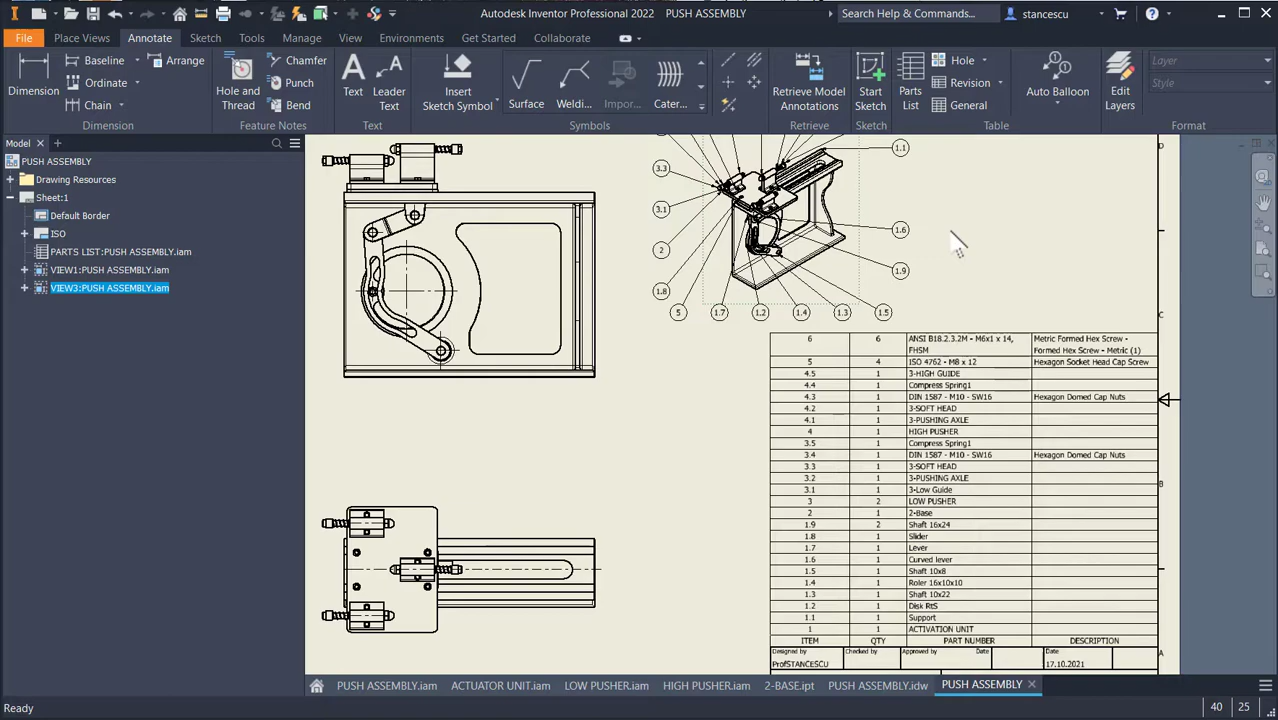 Autodesk Inventor Professional 2022 PUSH ASSEMBLY
Search Help & Commands...
stancescu
File
Place Views
Annotate
Sketch
Tools
Manage
View
Environments
Get Started
Collaborate
Dimension
Baseline
Ordinate
Chain
Arrange
Dimension
Hole and Thread
Chamfer
Punch
Bend
Feature Notes
Text
Leader Text
Text
Insert Sketch Symbol
Surface
Weldi...
Impor...
Cater...
Symbols
Retrieve Model Annotations
Retrieve
Start Sketch
Sketch
Parts List
Hole
Revision
General
Table
Auto Balloon
Edit Layers
Layer
Style
Format
Model
PUSH ASSEMBLY
Drawing Resources
Sheet:1
Default Border
ISO
PARTS LIST:PUSH ASSEMBLY.iam
VIEW1:PUSH ASSEMBLY.iam
VIEW3:PUSH ASSEMBLY.iam
1.1
3.3
3.1
2
1.6
1.8
1.9
5
1.7
1.2
1.4
1.3
1.5
D
C
B
A
6 6 ANSI B18.2.3.2M - M6x1 x 14, FHSM Metric Formed Hex Screw - Formed Hex Screw - Metric (1)
5 4 ISO 4762 - M8 x 12 Hexagon Socket Head Cap Screw
4.5 1 3-HIGH GUIDE
4.4 1 Compress Spring1
4.3 1 DIN 1587 - M10 - SW16 Hexagon Domed Cap Nuts
4.2 1 3-SOFT HEAD
4.1 1 3-PUSHING AXLE
4 1 HIGH PUSHER
3.5 1 Compress Spring1
3.4 1 DIN 1587 - M10 - SW16 Hexagon Domed Cap Nuts
3.3 1 3-SOFT HEAD
3.2 1 3-PUSHING AXLE
3.1 1 3-Low Guide
3 2 LOW PUSHER
2 1 2-Base
1.9 2 Shaft 16x24
1.8 1 Slider
1.7 1 Lever
1.6 1 Curved lever
1.5 1 Shaft 10x8
1.4 1 Roler 16x10x10
1.3 1 Shaft 10x22
1.2 1 Disk RtS
1.1 1 Support
1 1 ACTIVATION UNIT
ITEM QTY PART NUMBER DESCRIPTION
Designed by Checked by Approved by Date Date
ProfSTANCESCU 17.10.2021
PUSH ASSEMBLY.iam
ACTUATOR UNIT.iam
LOW PUSHER.iam
HIGH PUSHER.iam
2-BASE.ipt
PUSH ASSEMBLY.idw
PUSH ASSEMBLY
Ready
40 25